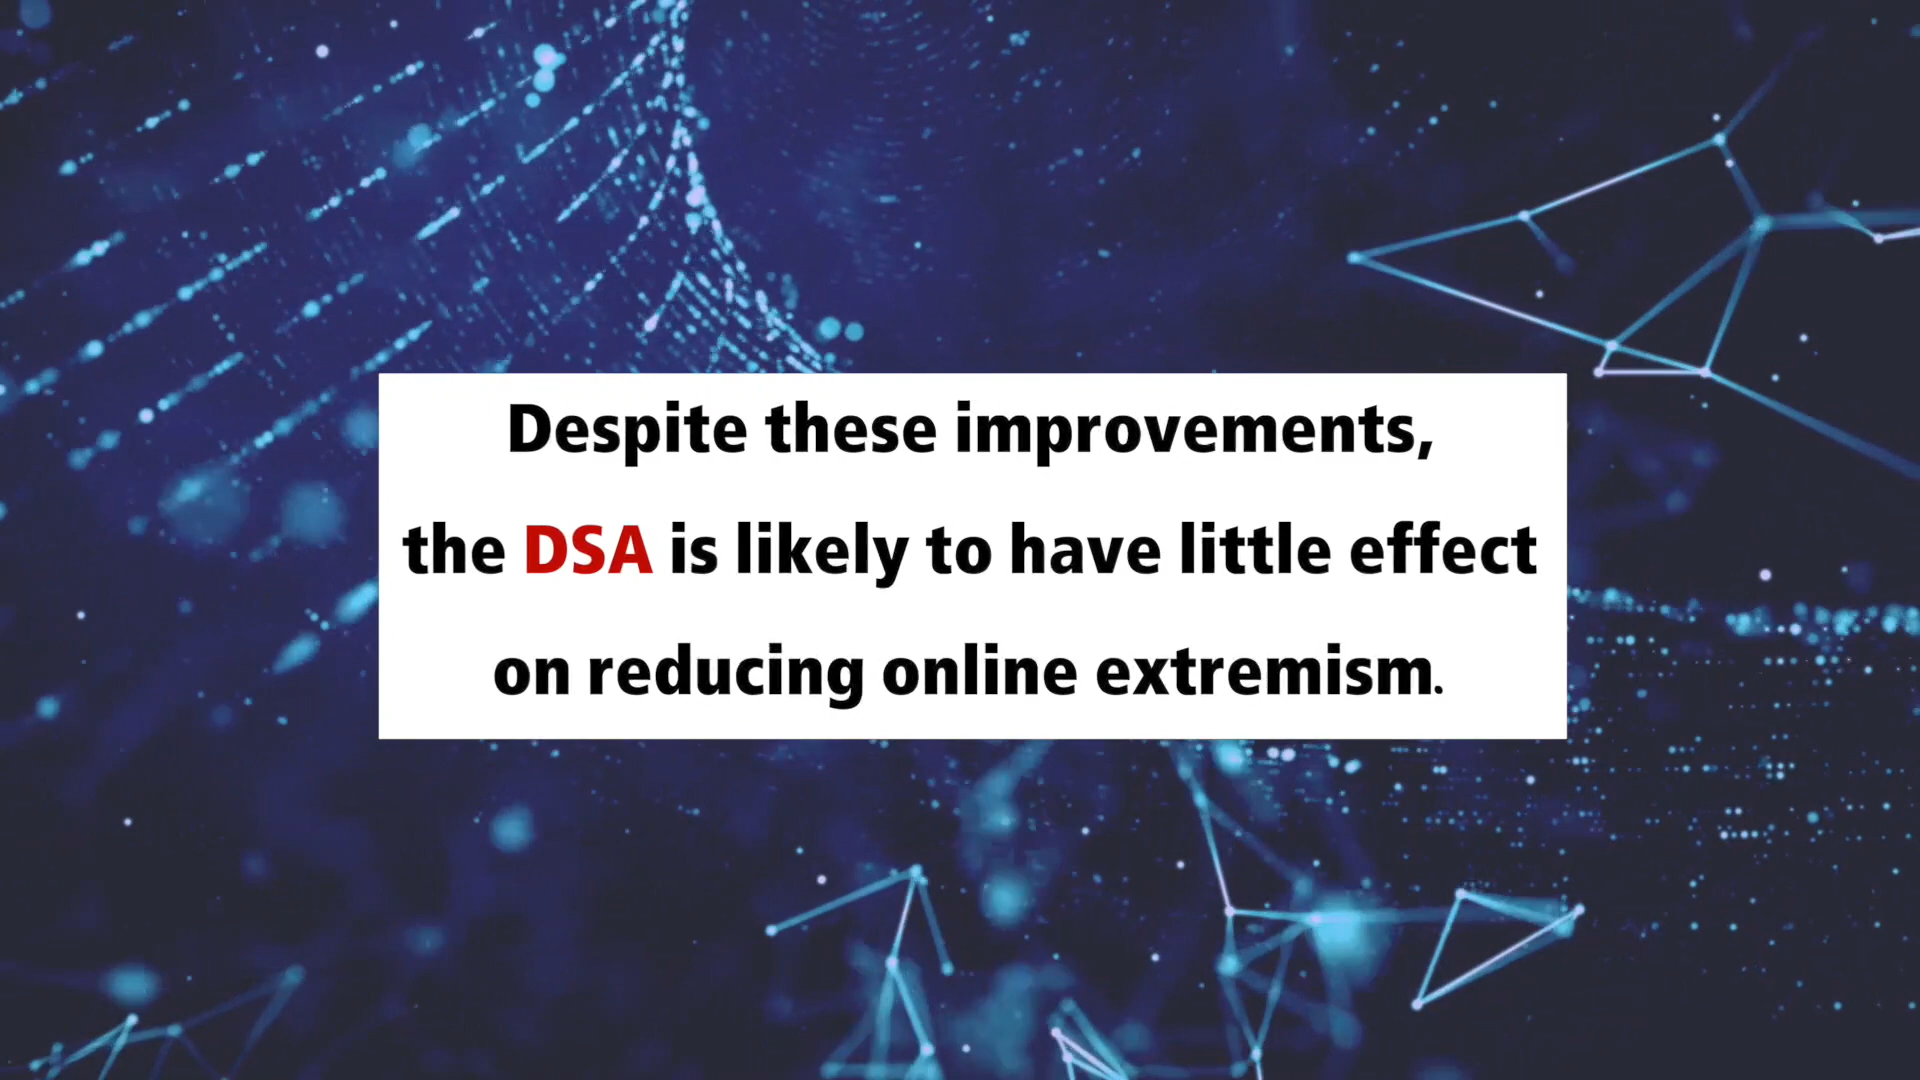 Despite these improvements,
the DSA is likely to have little effect
on reducing online extremism.